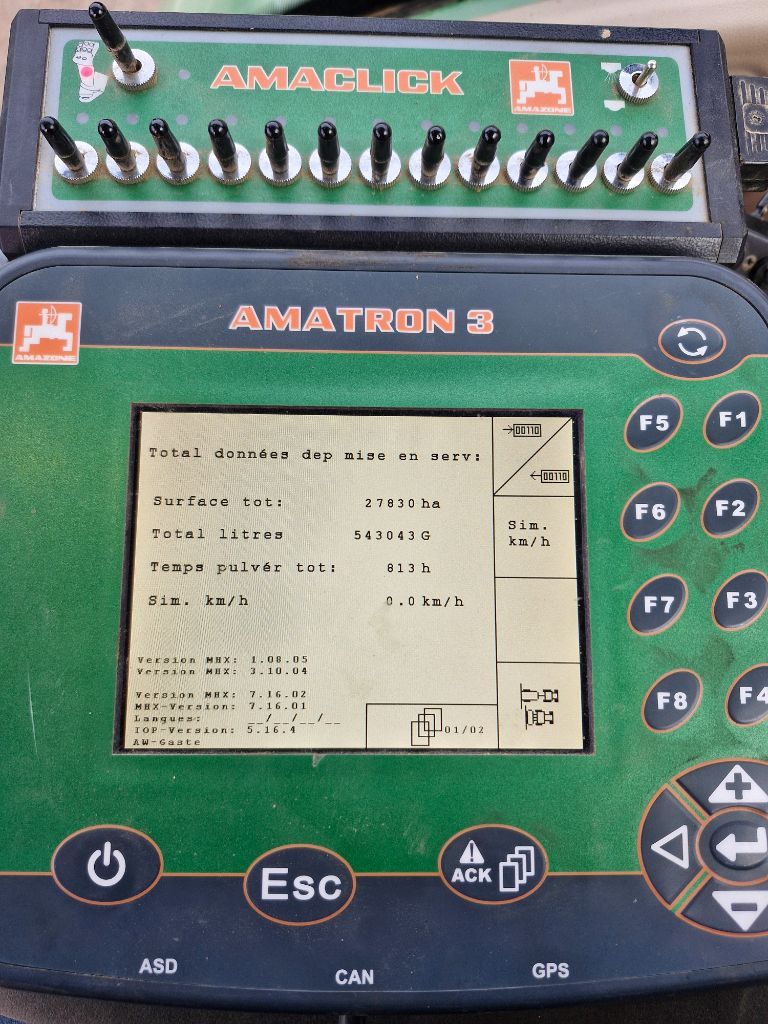 AMACLICK
AMAZONE
AMATRON 3
AMAZONE
F5 F1
F6 F2
F7 F3
F8 F4
00110
00110
Total données dep mise en serv:
Surface tot: 27830 ha
Total litres 543043 G
Temps pulvér tot: 813 h
Sim. km/h 0.0 km/h
Sim.
km/h
Version MHX: 1.08.05
Version MHX: 3.10.04
Version MHX: 7.16.02
MHX-Version: 7.16.01
Langues: __/__/__/__
IOP-Version: 5.16.4
AW-Gaste
01/02
Esc
ACK
ASD CAN GPS